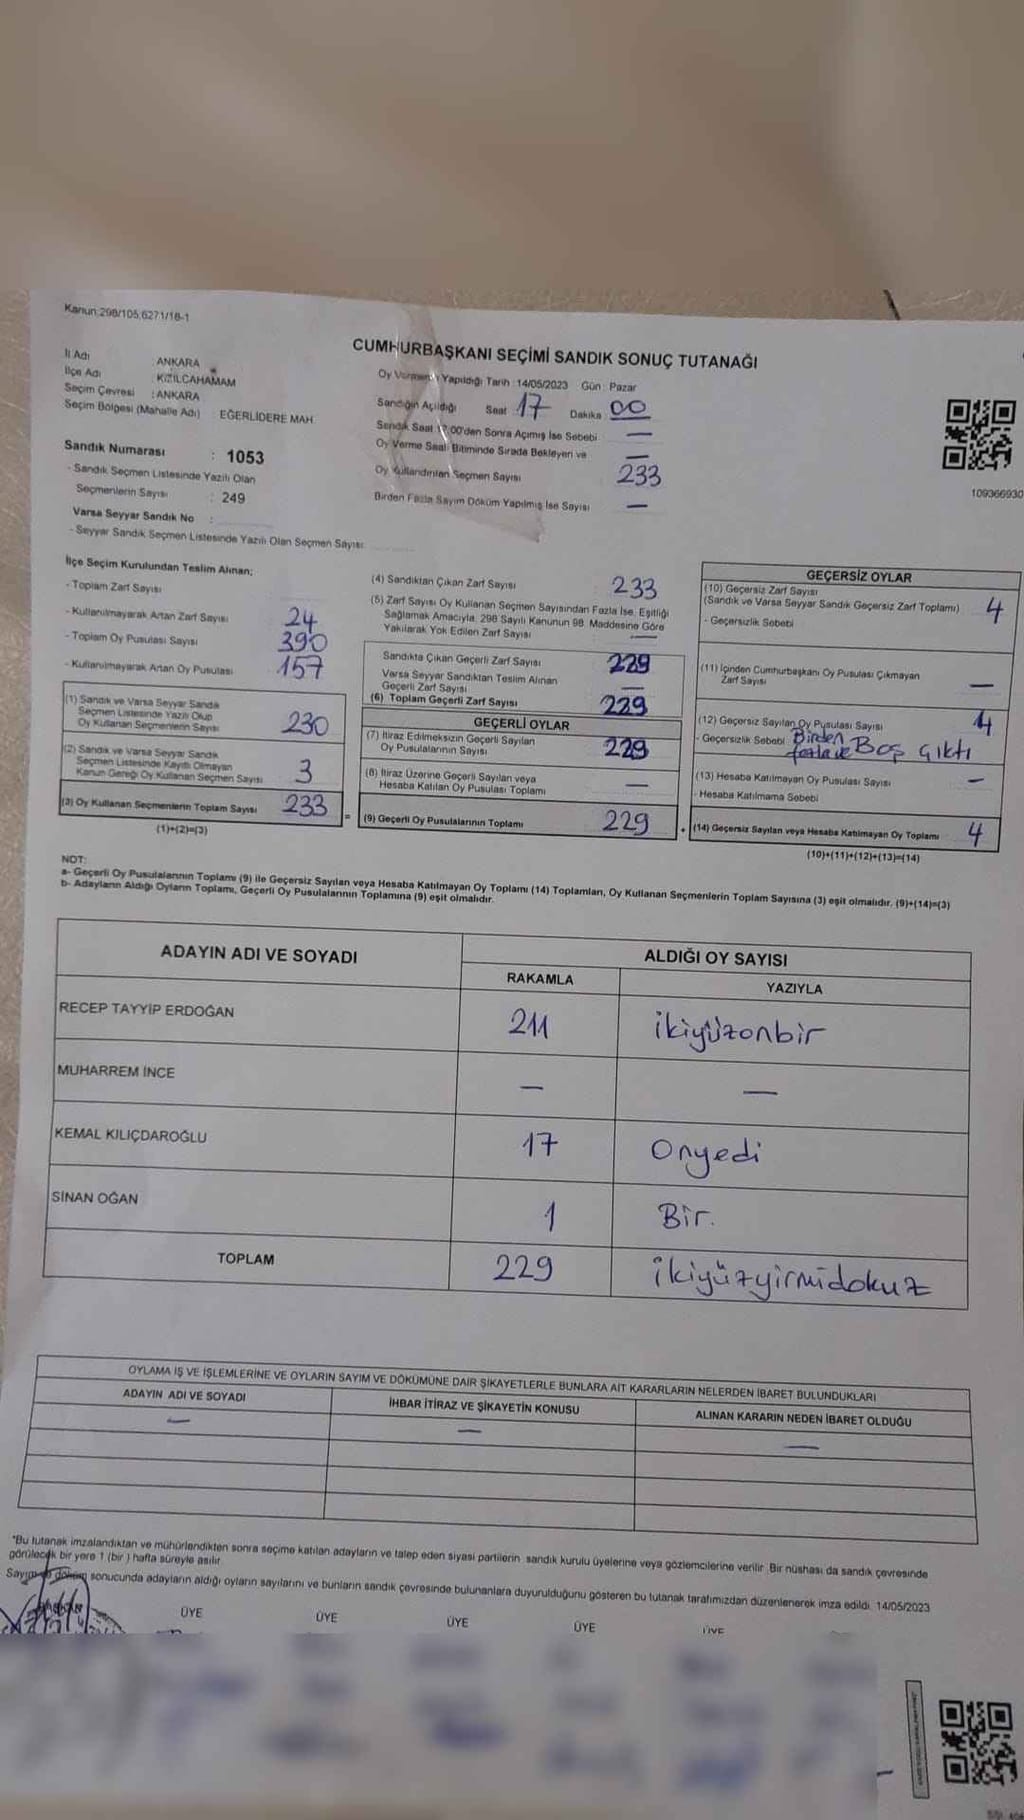 Kanun;298/105,6271/18-1
CUMHURBAŞKANI SEÇİMİ SANDIK SONUÇ TUTANAĞI
İl Adı ANKARA
İlçe Adı : KIZILCAHAMAM
Seçim Çevresi : ANKARA
Seçim Bölgesi (Mahalle Adı) : EĞERLİDERE MAH.
Oy Yapıldığı Tarih : 14/05/2023 Gün : Pazar
Sandığın Açıldığı Saat 17 Dakika 00
Sandık Saat 17:00'den Sonra Açılmış İse Sebebi —
Oy Verme Saati Bitiminde Sırada Bekleyen ve —
Oy Kullandırılan Seçmen Sayısı 233
Birden Fazla Sayım Döküm Yapılmış İse Sayısı —
109366930
Sandık Numarası : 1053
- Sandık Seçmen Listesinde Yazılı Olan
Seçmenlerin Sayısı : 249
Varsa Seyyar Sandık No :
- Seyyar Sandık Seçmen Listesinde Yazılı Olan Seçmen Sayısı:
İlçe Seçim Kurulundan Teslim Alınan;
- Toplam Zarf Sayısı
- Kullanılmayarak Artan Zarf Sayısı 24
- Toplam Oy Pusulası Sayısı 390
- Kullanılmayarak Artan Oy Pusulası 157
(1) Sandık ve Varsa Seyyar Sandık
Seçmen Listesinde Yazılı Olup
Oy Kullanan Seçmenlerin Sayısı 230
(2) Sandık ve Varsa Seyyar Sandık
Seçmen Listesinde Kayıtlı Olmayan
Kanun Gereği Oy Kullanan Seçmen Sayısı 3
(3) Oy Kullanan Seçmenlerin Toplam Sayısı 233
(1)+(2)=(3)
(4) Sandıktan Çıkan Zarf Sayısı 233
(5) Zarf Sayısı Oy Kullanan Seçmen Sayısından Fazla İse, Eşitliği
Sağlamak Amacıyla, 298 Sayılı Kanunun 98. Maddesine Göre
Yakılarak Yok Edilen Zarf Sayısı —
Sandıkta Çıkan Geçerli Zarf Sayısı 229
Varsa Seyyar Sandıktan Teslim Alınan
Geçerli Zarf Sayısı —
(6) Toplam Geçerli Zarf Sayısı 229
GEÇERLİ OYLAR
(7) İtiraz Edilmeksizin Geçerli Sayılan
Oy Pusulalarının Sayısı 229
(8) İtiraz Üzerine Geçerli Sayılan veya
Hesaba Katılan Oy Pusulası Toplamı —
= (9) Geçerli Oy Pusulalarının Toplamı 229
GEÇERSİZ OYLAR
(10) Geçersiz Zarf Sayısı
(Sandık ve Varsa Seyyar Sandık Geçersiz Zarf Toplamı) 4
- Geçersizlik Sebebi
(11) İçinden Cumhurbaşkanı Oy Pusulası Çıkmayan
Zarf Sayısı —
(12) Geçersiz Sayılan Oy Pusulası Sayısı 4
- Geçersizlik Sebebi Birden
fazla ve Boş çıktı
(13) Hesaba Katılmayan Oy Pusulası Sayısı —
- Hesaba Katılmama Sebebi
+ (14) Geçersiz Sayılan veya Hesaba Katılmayan Oy Toplamı 4
(10)+(11)+(12)+(13)=(14)
NOT:
a- Geçerli Oy Pusulalarının Toplamı (9) ile Geçersiz Sayılan veya Hesaba Katılmayan Oy Toplamı (14) Toplamları, Oy Kullanan Seçmenlerin Toplam Sayısına (3) eşit olmalıdır. (9)+(14)=(3)
b- Adayların Aldığı Oyların Toplamı, Geçerli Oy Pusulalarının Toplamına (9) eşit olmalıdır.
ADAYIN ADI VE SOYADI ALDIĞI OY SAYISI
RAKAMLA YAZIYLA
RECEP TAYYİP ERDOĞAN 211 ikiyüzonbir
MUHARREM İNCE — —
KEMAL KILIÇDAROĞLU 17 Onyedi
SİNAN OĞAN 1 Bir.
TOPLAM 229 ikiyüzyirmidokuz
OYLAMA İŞ VE İŞLEMLERİNE VE OYLARIN SAYIM VE DÖKÜMÜNE DAİR ŞİKAYETLERLE BUNLARA AİT KARARLARIN NELERDEN İBARET BULUNDUKLARI
ADAYIN ADI VE SOYADI İHBAR İTİRAZ VE ŞİKAYETİN KONUSU ALINAN KARARIN NEDEN İBARET OLDUĞU
— — —
"Bu tutanak imzalandıktan ve mühürlendikten sonra seçime katılan adayların ve talep eden siyasi partilerin sandık kurulu üyelerine veya gözlemcilerine verilir. Bir nüshası da sandık çevresinde
görülecek bir yere 1 (bir) hafta süreyle asılır.
Sayım ve döküm sonucunda adayların aldığı oyların sayılarını ve bunların sandık çevresinde bulunanlara duyurulduğunu gösteren bu tutanak tarafımızdan düzenlenerek imza edildi. 14/05/2023
BAŞKAN ÜYE ÜYE ÜYE ÜYE ÜYE